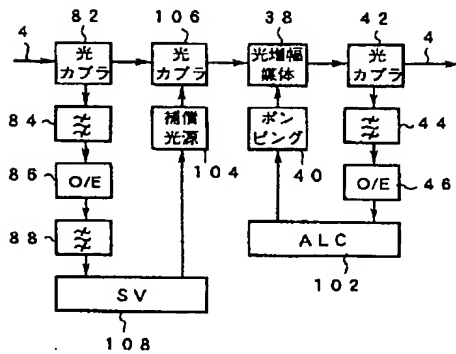 82
106
38
42
4
4
光カプラ
光カプラ
光増幅媒体
光カプラ
84
補償光源
ポンピング
44
104
40
86
O/E
O/E
46
88
ALC
102
SV
108